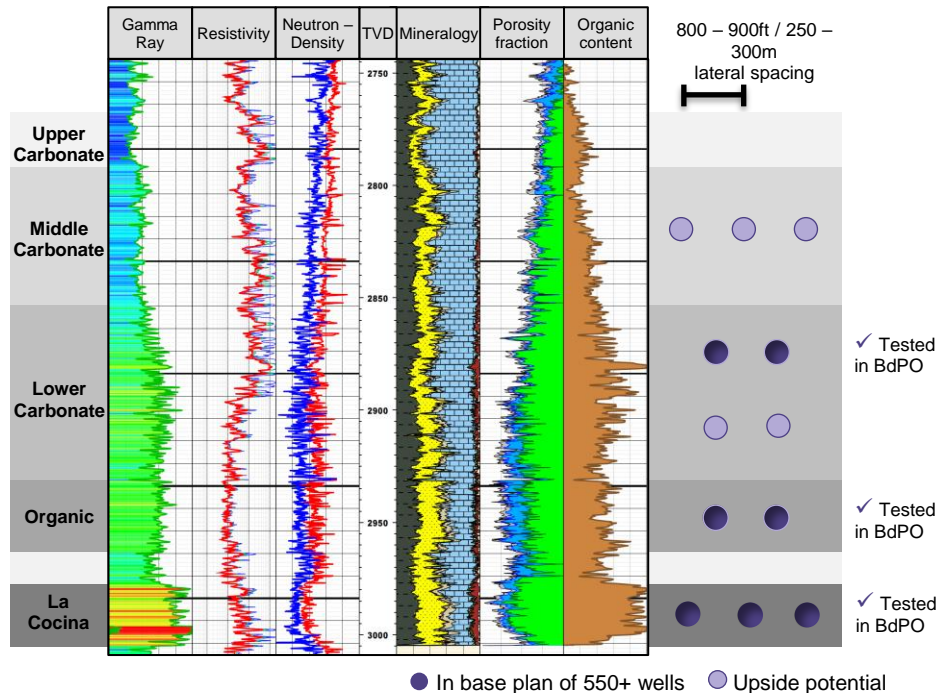 Gamma
Ray
Resistivity
Neutron –
Density
TVD
Mineralogy
Porosity
fraction
Organic
content
800 – 900ft / 250 –
300m
lateral spacing
2750
Upper
Carbonate
2800
Middle
Carbonate
2850
Lower
Carbonate
✓ Tested
in BdPO
2900
Organic
✓ Tested
in BdPO
2950
La
Cocina
✓ Tested
in BdPO
3000
In base plan of 550+ wells
Upside potential